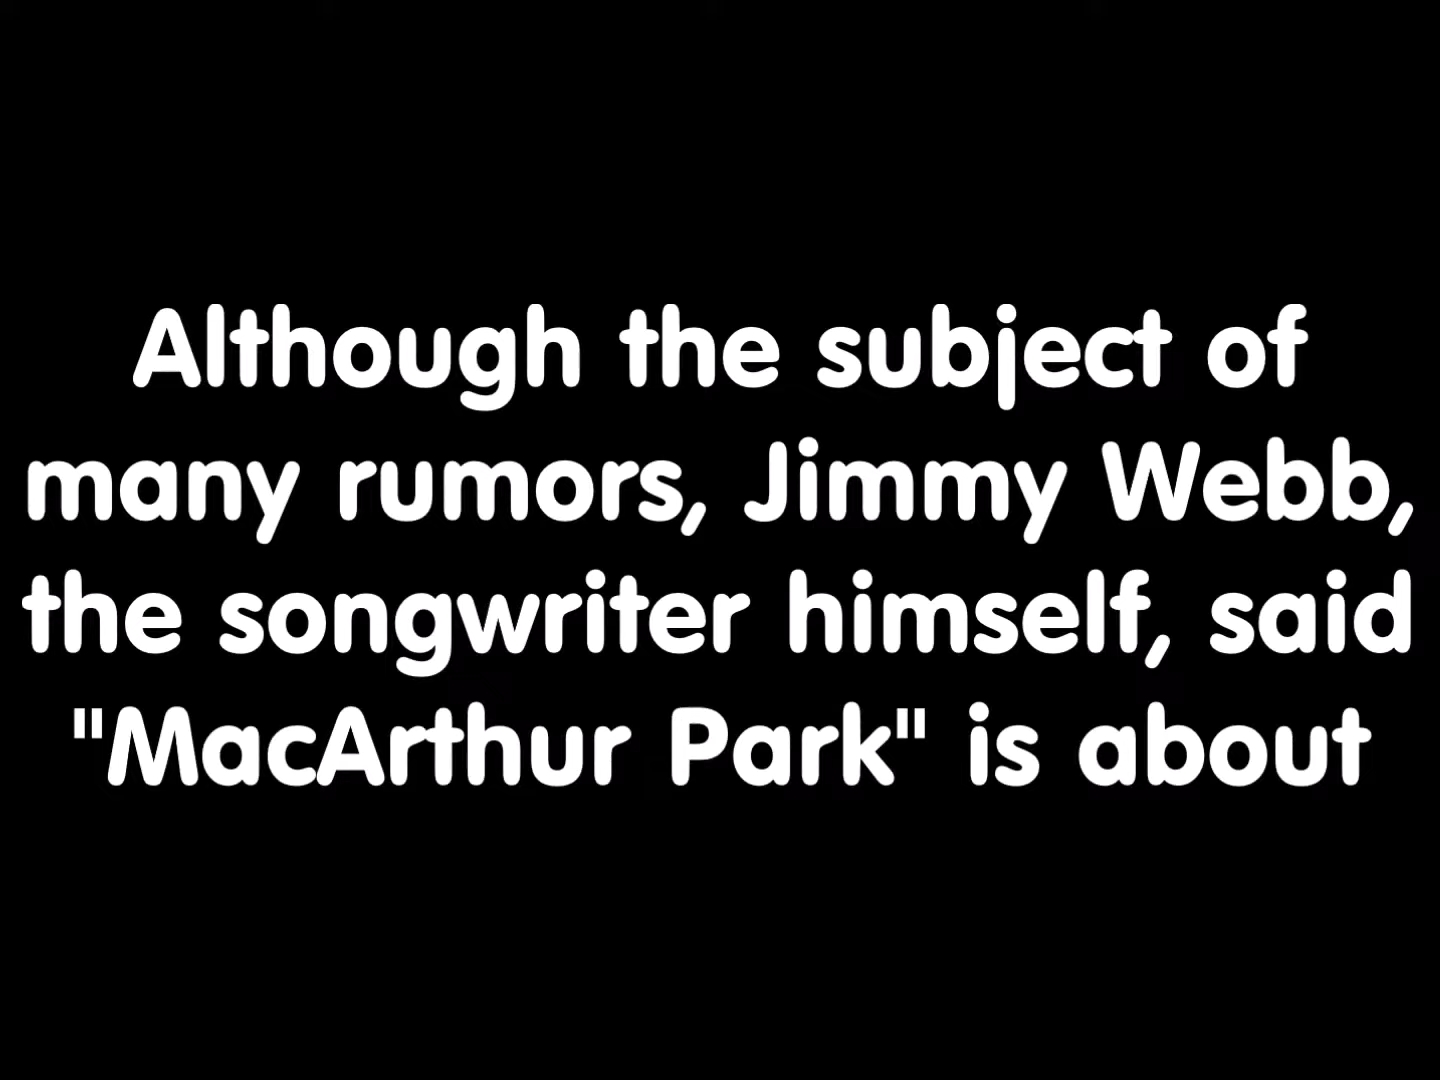 Although the subject of
many rumors, Jimmy Webb,
the songwriter himself, said
"MacArthur Park" is about